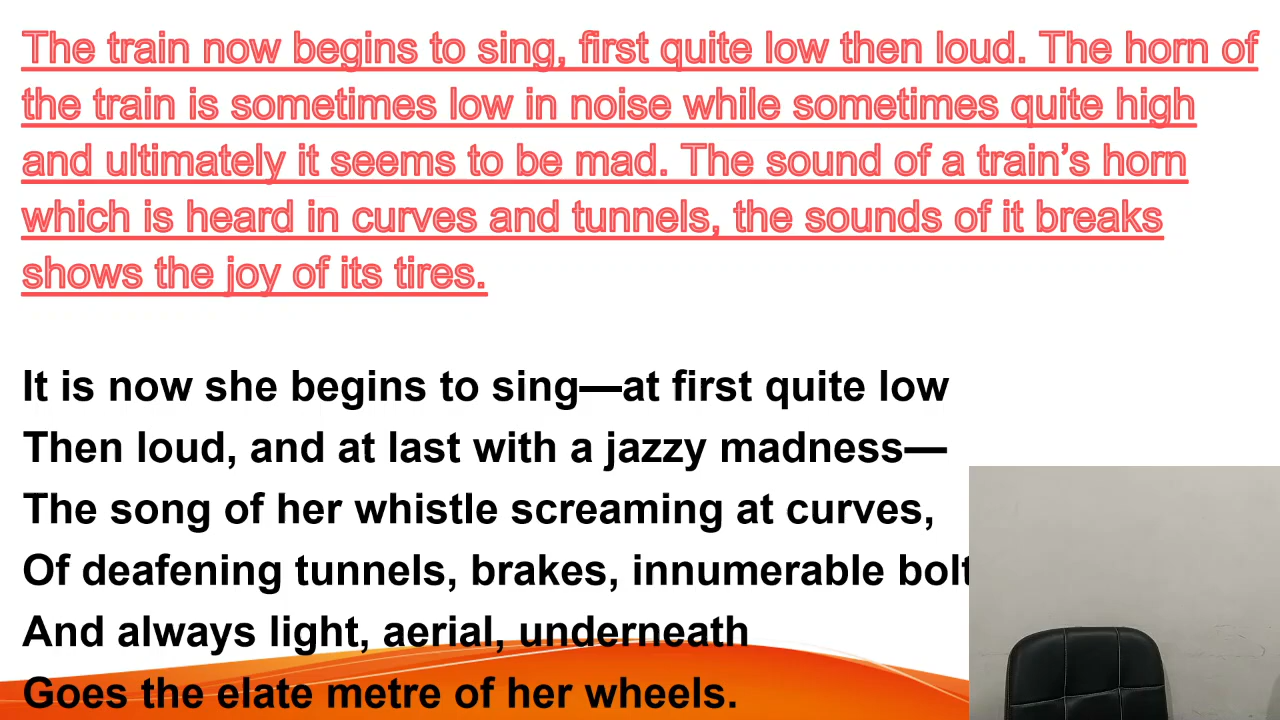 The train now begins to sing, first quite low then loud. The horn of
the train is sometimes low in noise while sometimes quite high
and ultimately it seems to be mad. The sound of a train’s horn
which is heard in curves and tunnels, the sounds of it breaks
shows the joy of its tires.
It is now she begins to sing—at first quite low
Then loud, and at last with a jazzy madness—
The song of her whistle screaming at curves,
Of deafening tunnels, brakes, innumerable bolt
And always light, aerial, underneath
Goes the elate metre of her wheels.